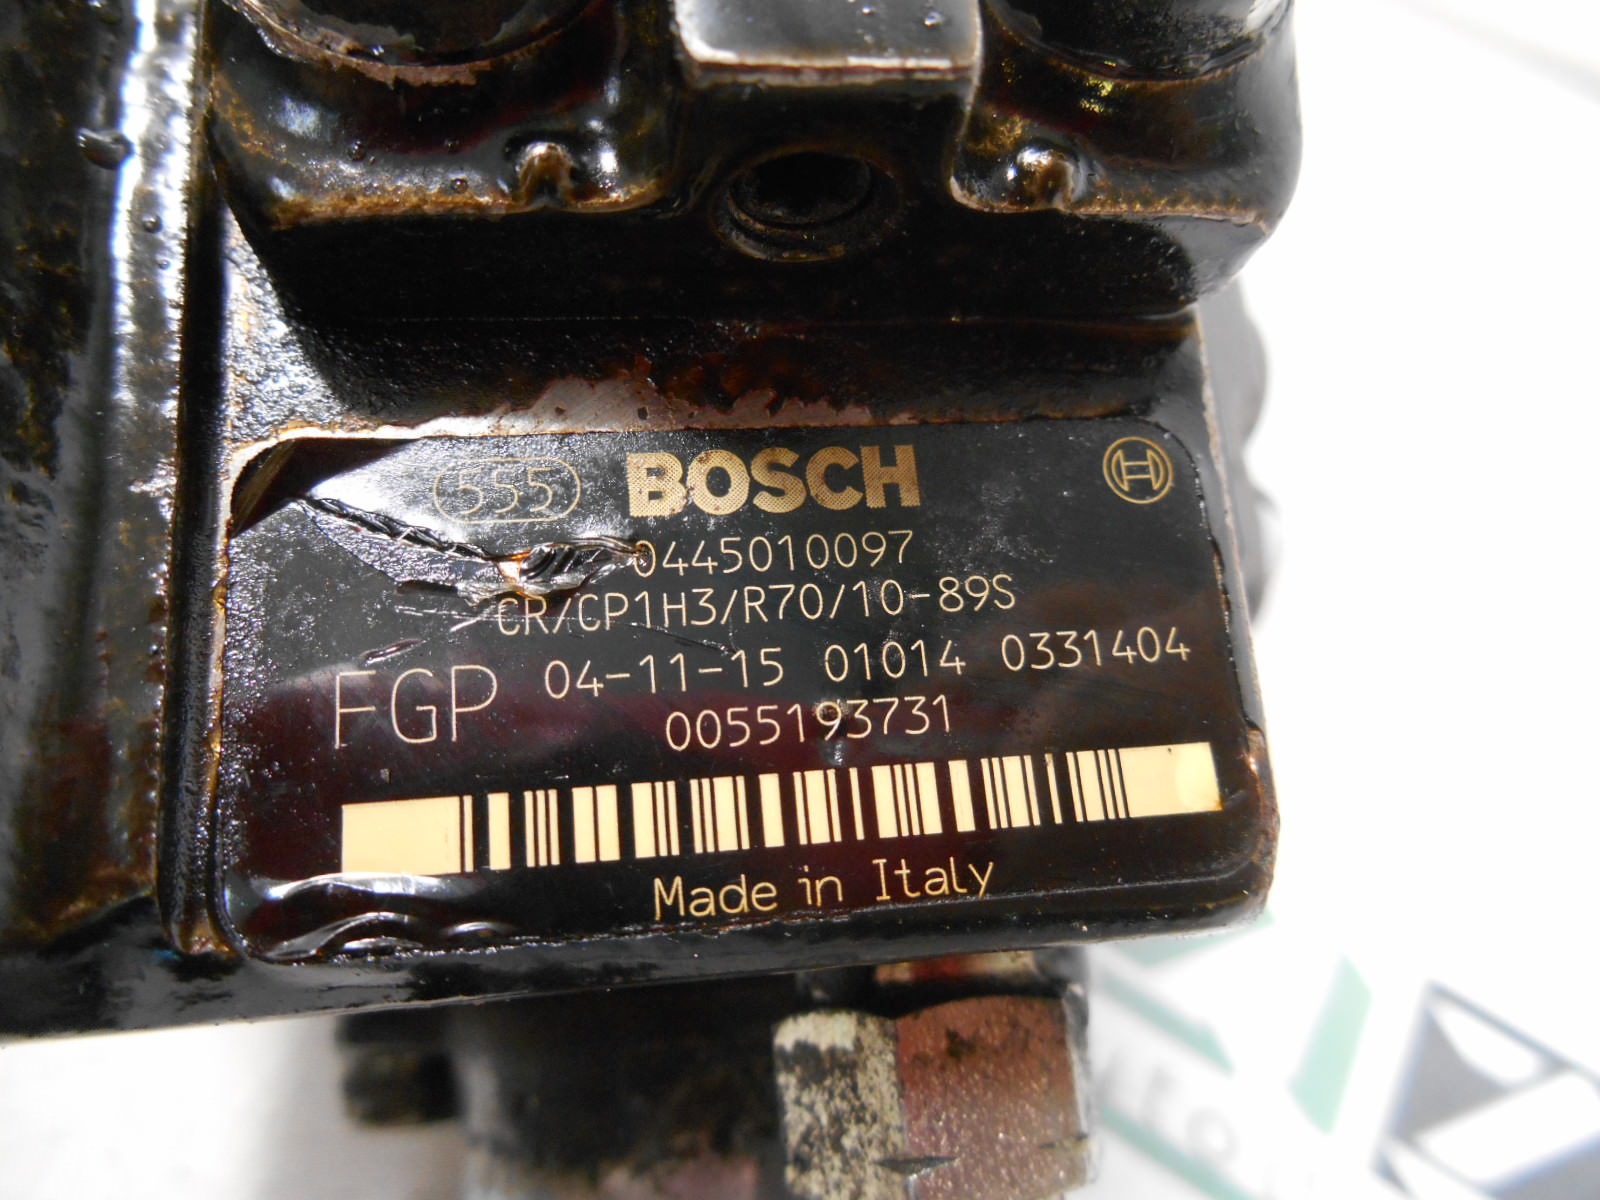 555 BOSCH
0445010097
CR/CP1H3/R70/10-89S
FGP 04-11-15 01014 0331404
0055193731
Made in Italy